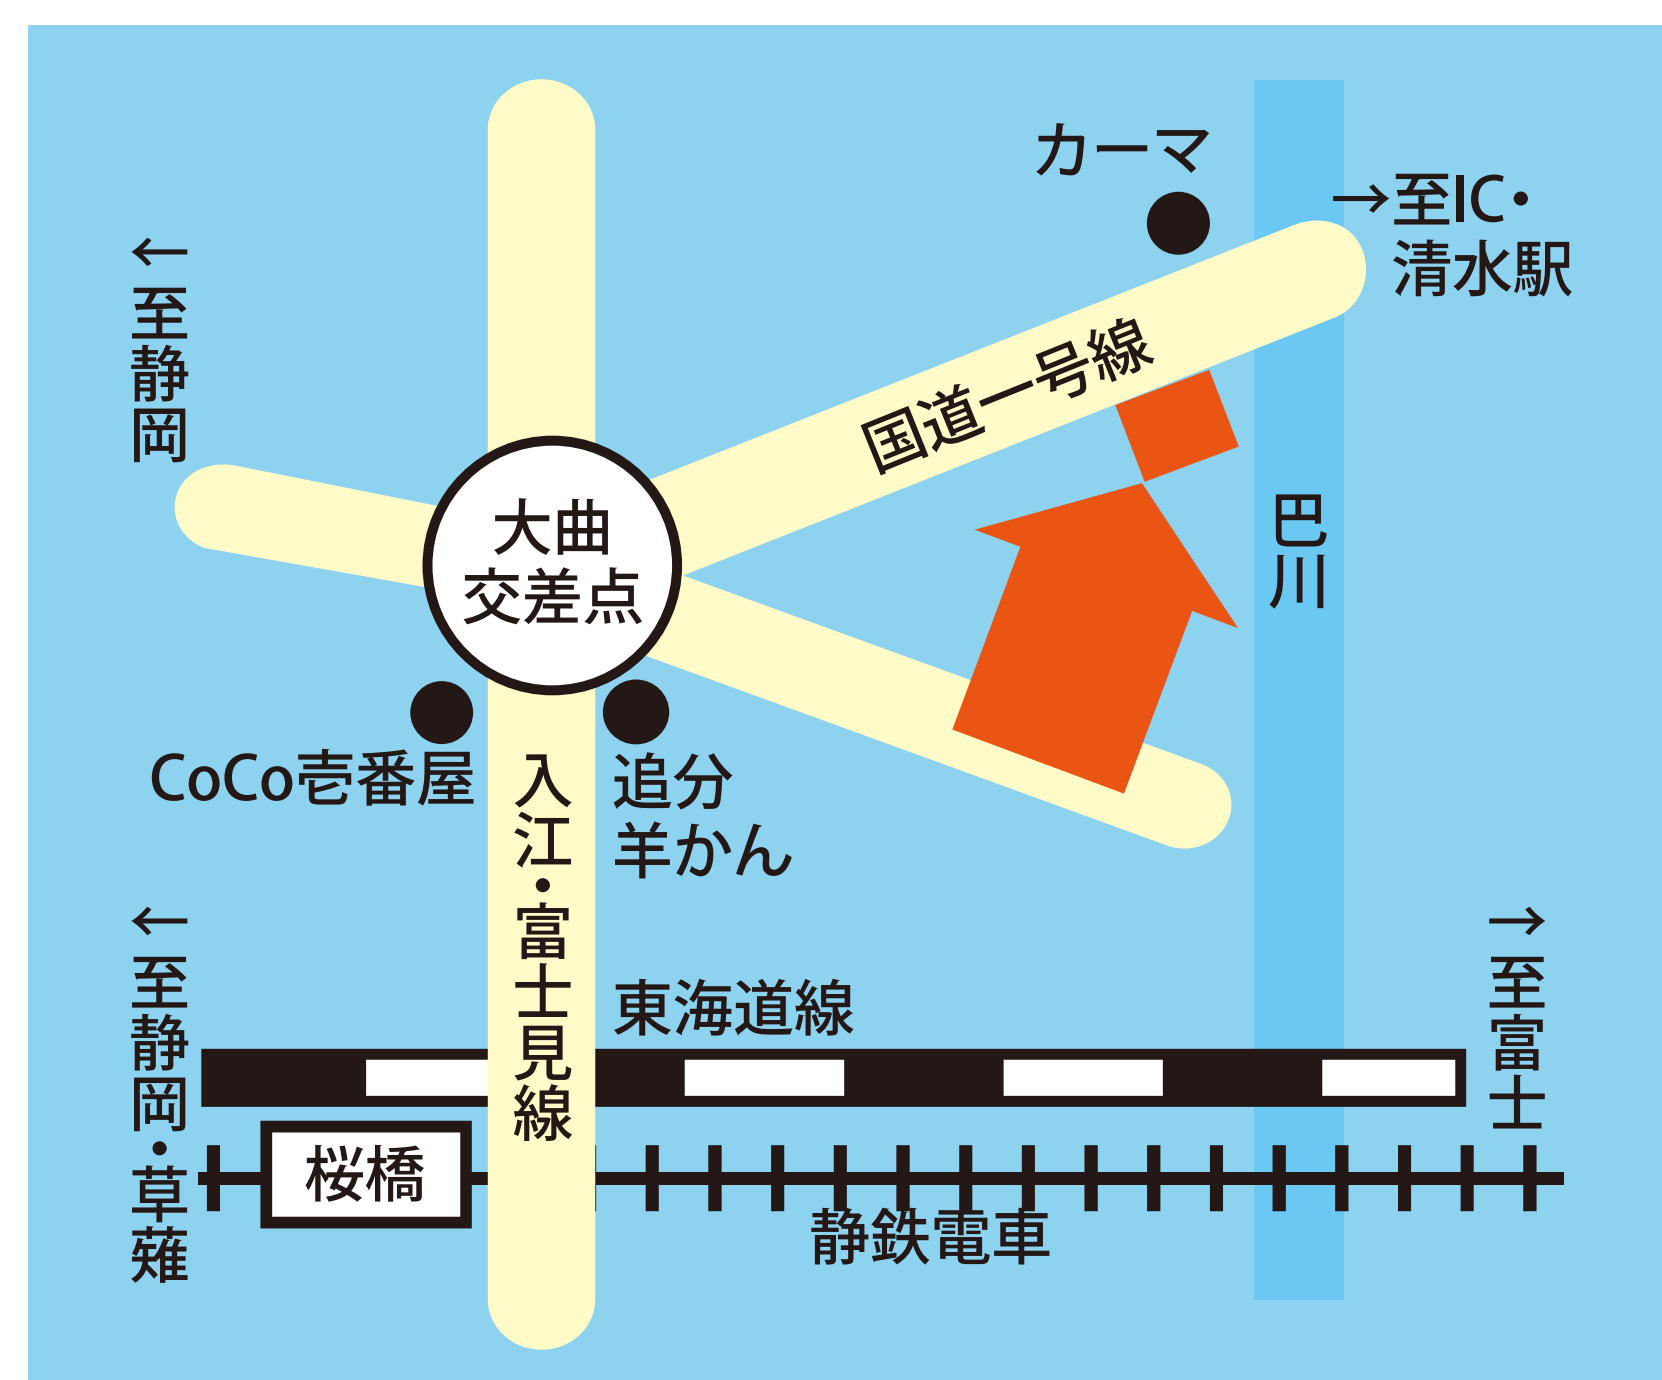 カーマ
→至IC・
清水駅
←至静岡
国道一号線
大曲
交差点
巴川
CoCo壱番屋
追分
羊かん
入江・富士見線
東海道線
←至静岡・草薙
→至富士
桜橋
静鉄電車